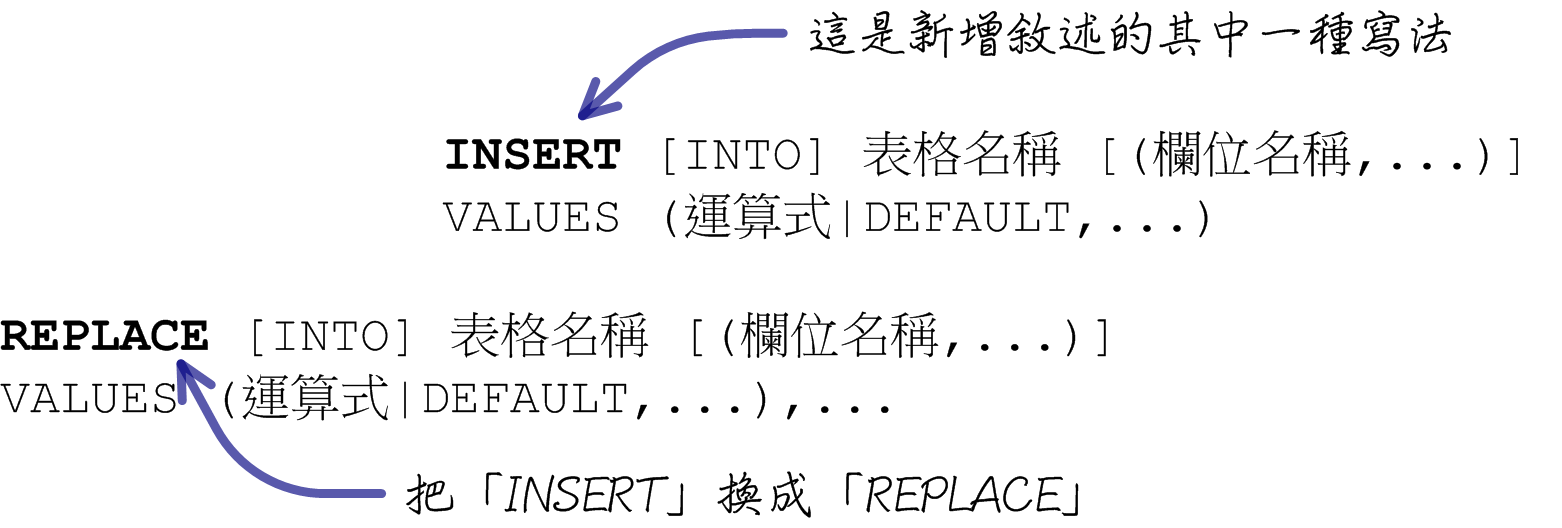 這是新增敘述的其中一種寫法
INSERT [INTO] 表格名稱 [(欄位名稱,...)]
VALUES (運算式|DEFAULT,...)
REPLACE [INTO] 表格名稱 [(欄位名稱,...)]
VALUES (運算式|DEFAULT,...),...
把「INSERT」換成「REPLACE」